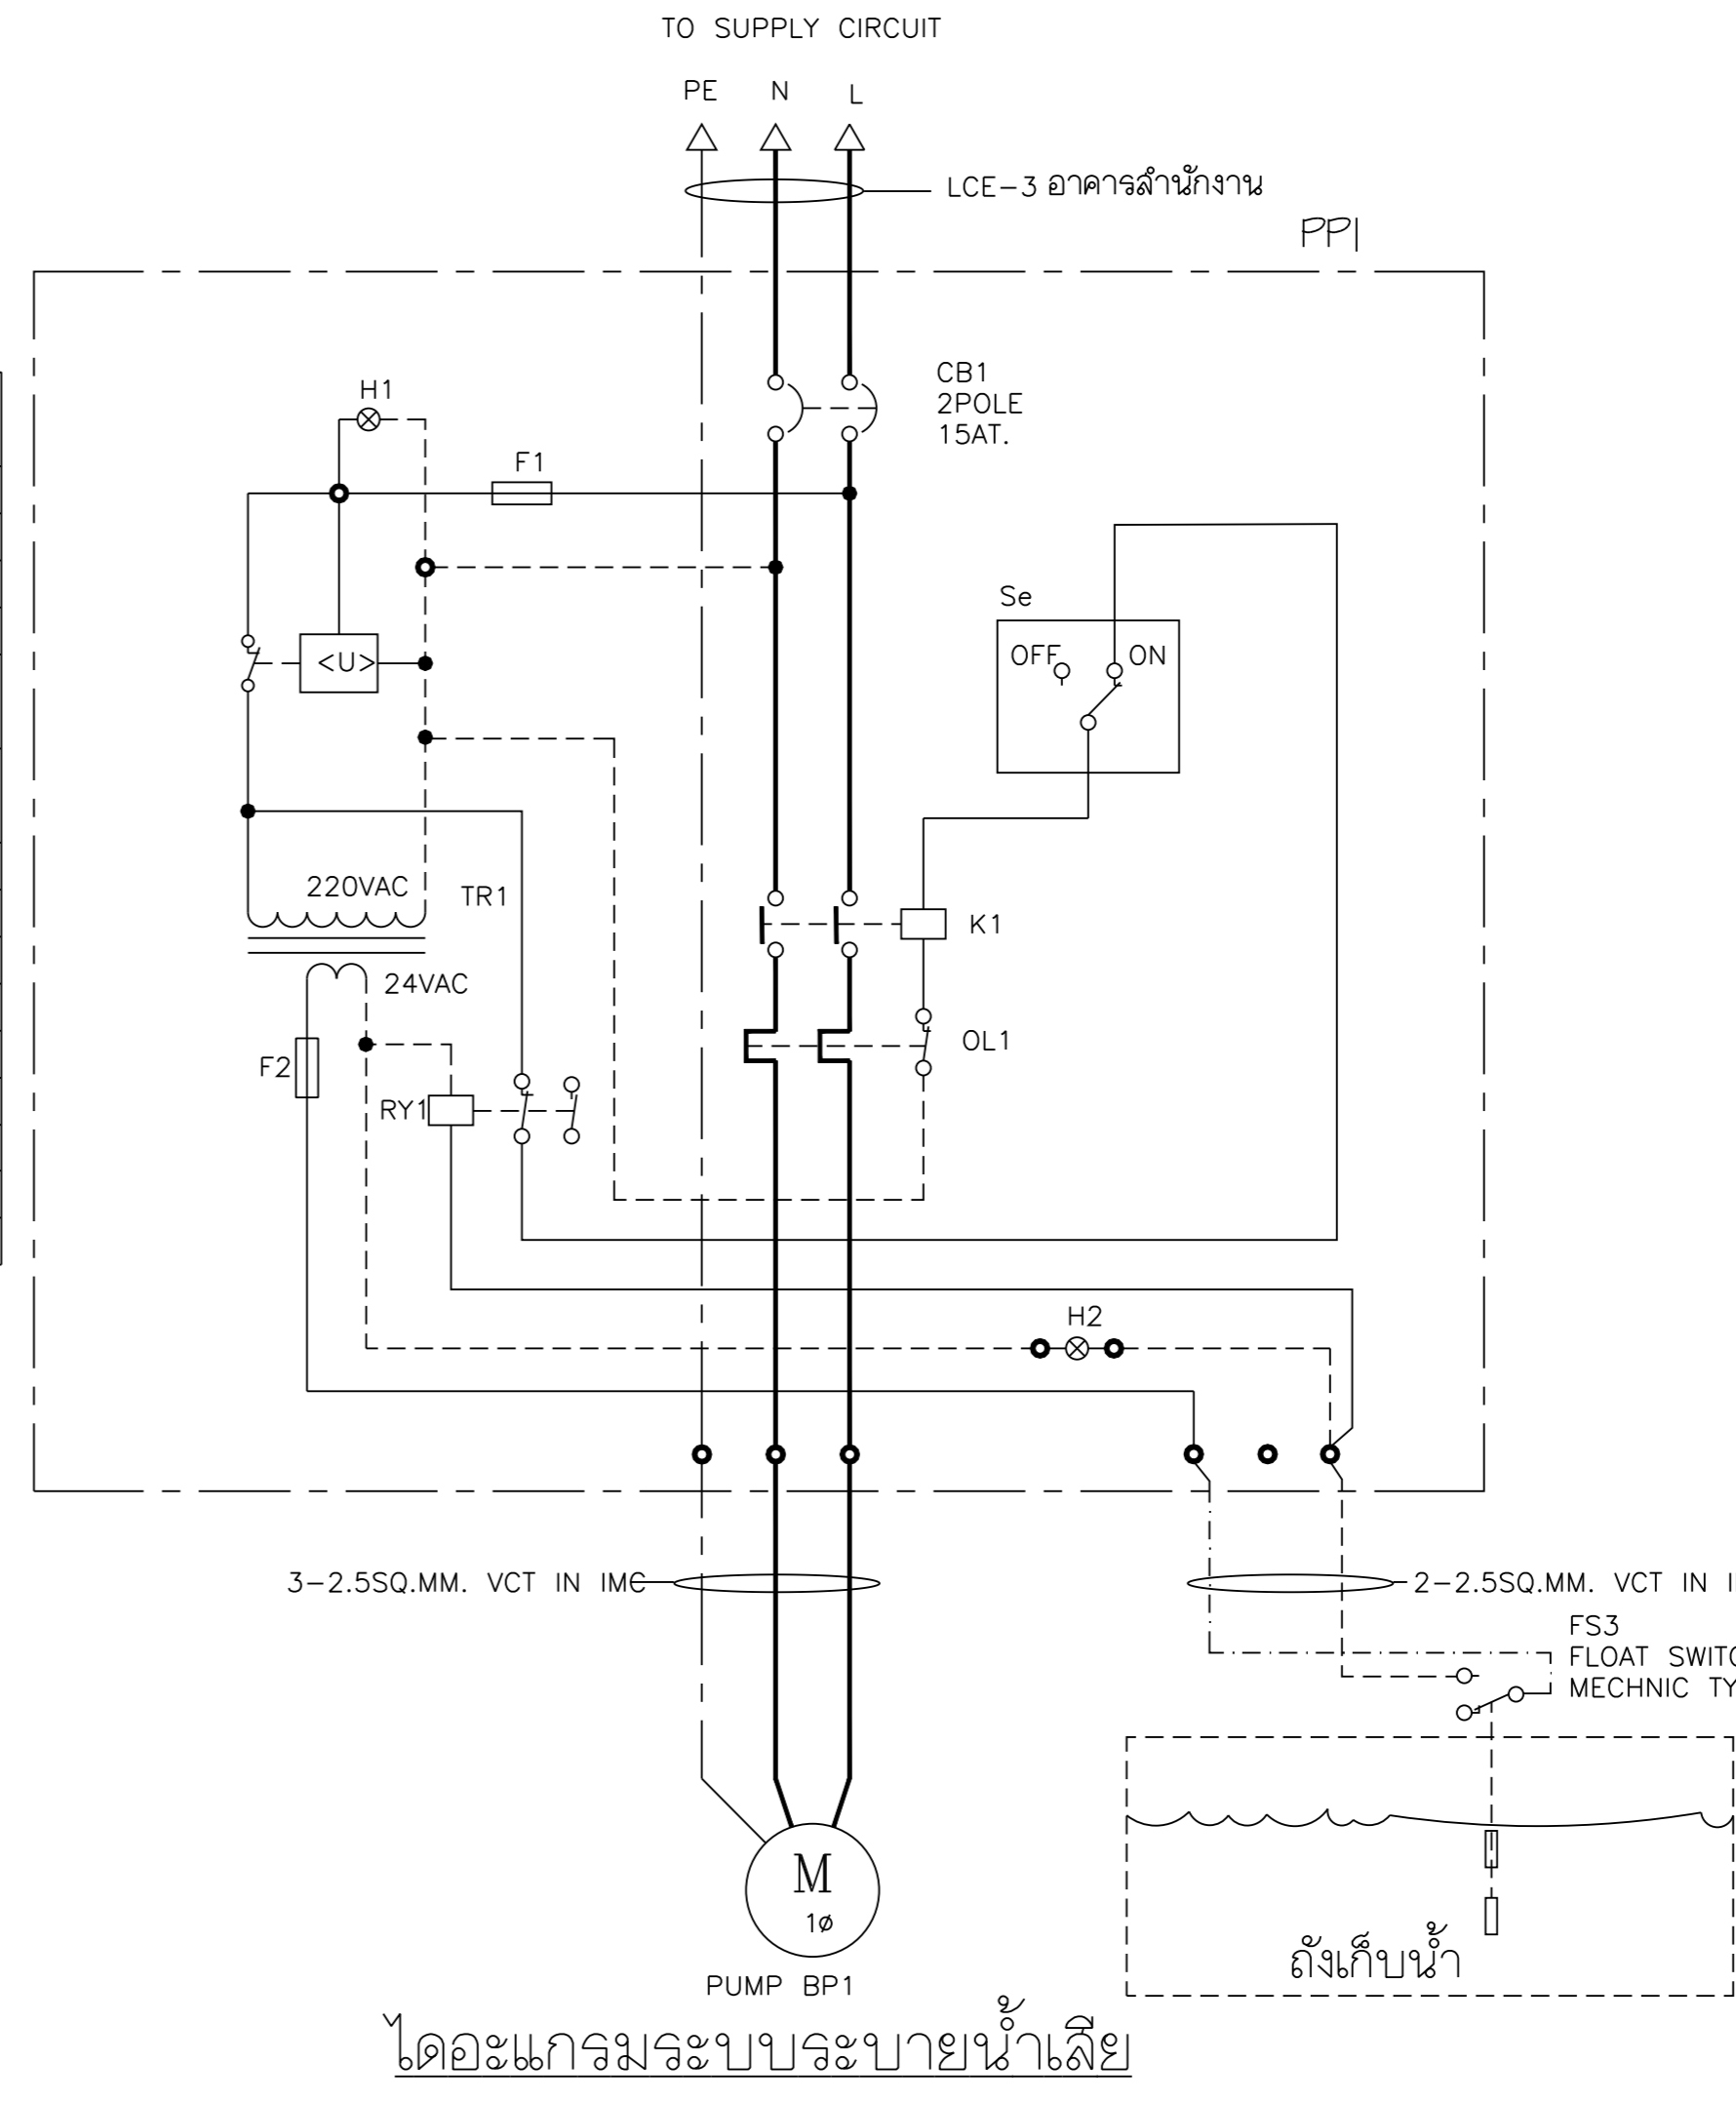 TO SUPPLY CIRCUIT
PE N L
LCE-3 อาคารสำนักงาน
PP1
CB1
2POLE
15AT.
H1
F1
Se
OFF ON
<U>
220VAC
TR1
K1
24VAC
OL1
F2
RY1
H2
3-2.5SQ.MM. VCT IN IMC
2-2.5SQ.MM. VCT IN
FS3
FLOAT
MECHNIC
M
1ø
PUMP BP1
ถังเก็บน้ำ
ไดอะแกรมระบบระบายน้ำเสีย